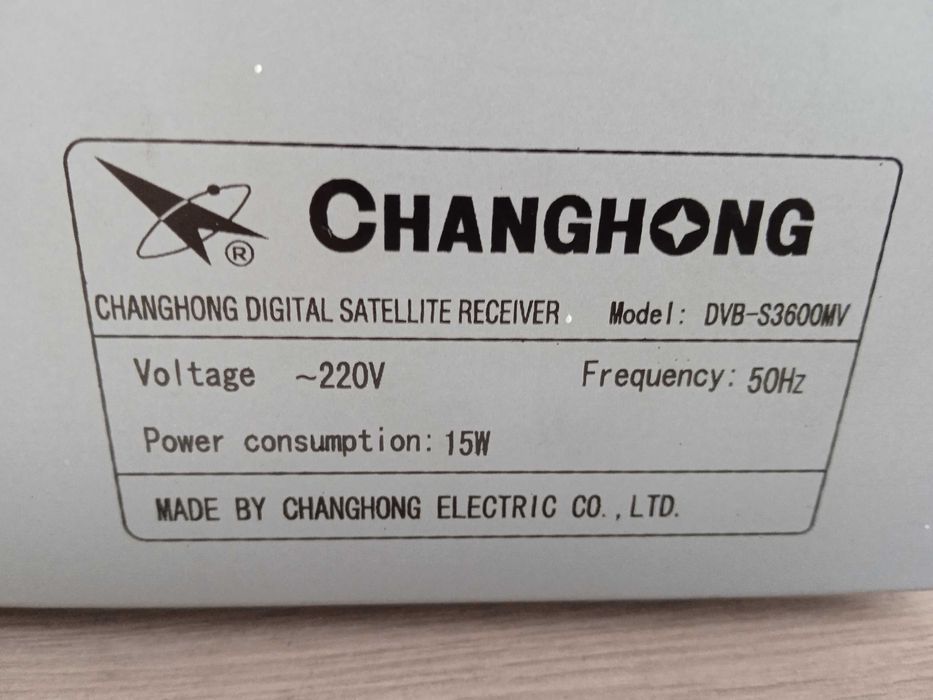 ®
CHANGHONG
CHANGHONG DIGITAL SATELLITE RECEIVER Model: DVB-S3600MV
Voltage ~220V Frequency: 50Hz
Power consumption: 15W
MADE BY CHANGHONG ELECTRIC CO.,LTD.